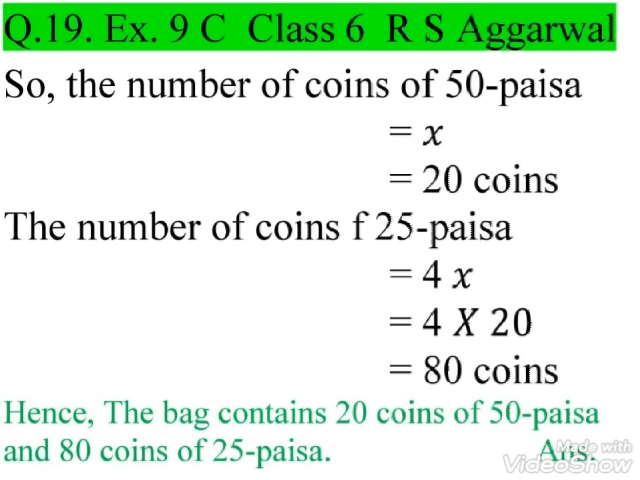 Q.19. Ex. 9 C Class 6 R S Aggarwal
So, the number of coins of 50-paisa
= x
= 20 coins
The number of coins f 25-paisa
= 4 x
= 4 X 20
= 80 coins
Hence, The bag contains 20 coins of 50-paisa
and 80 coins of 25-paisa. Ans.
Made with
VideoShow